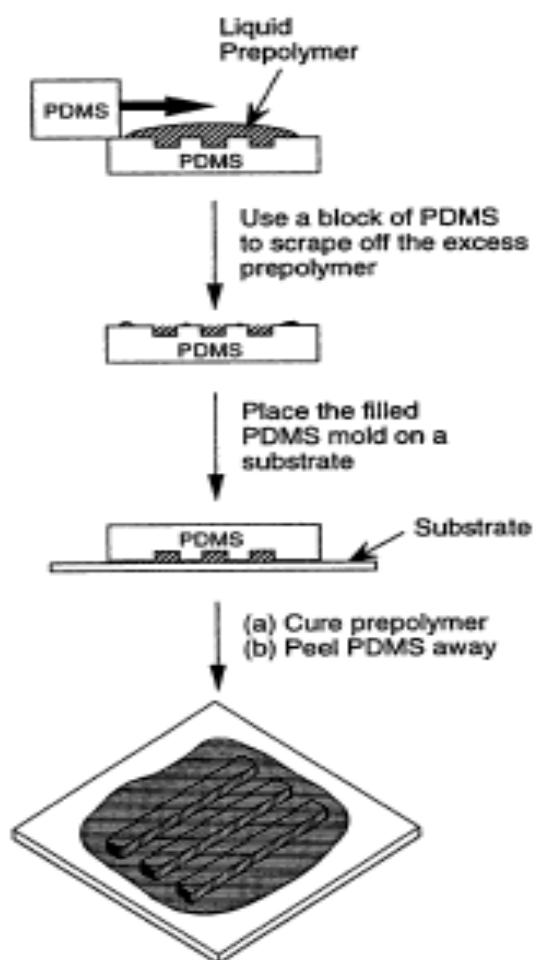 Liquid
Prepolymer
PDMS
PDMS
Use a block of PDMS
to scrape off the excess
prepolymer
PDMS
Place the filled
PDMS mold on a
substrate
PDMS
Substrate
(a) Cure prepolymer
(b) Peel PDMS away